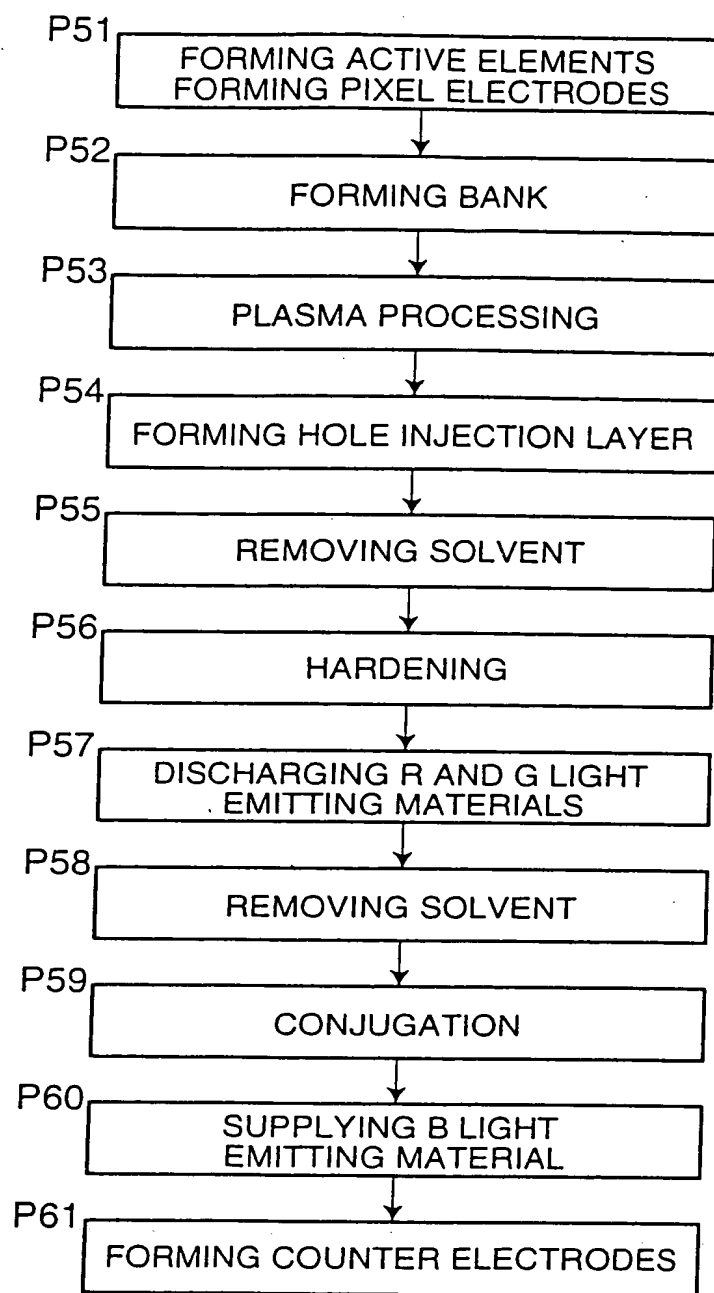 P51
FORMING ACTIVE ELEMENTS
FORMING PIXEL ELECTRODES
P52
FORMING BANK
P53
PLASMA PROCESSING
P54
FORMING HOLE INJECTION LAYER
P55
REMOVING SOLVENT
P56
HARDENING
P57
DISCHARGING R AND G LIGHT
EMITTING MATERIALS
P58
REMOVING SOLVENT
P59
CONJUGATION
P60
SUPPLYING B LIGHT
EMITTING MATERIAL
P61
FORMING COUNTER ELECTRODES